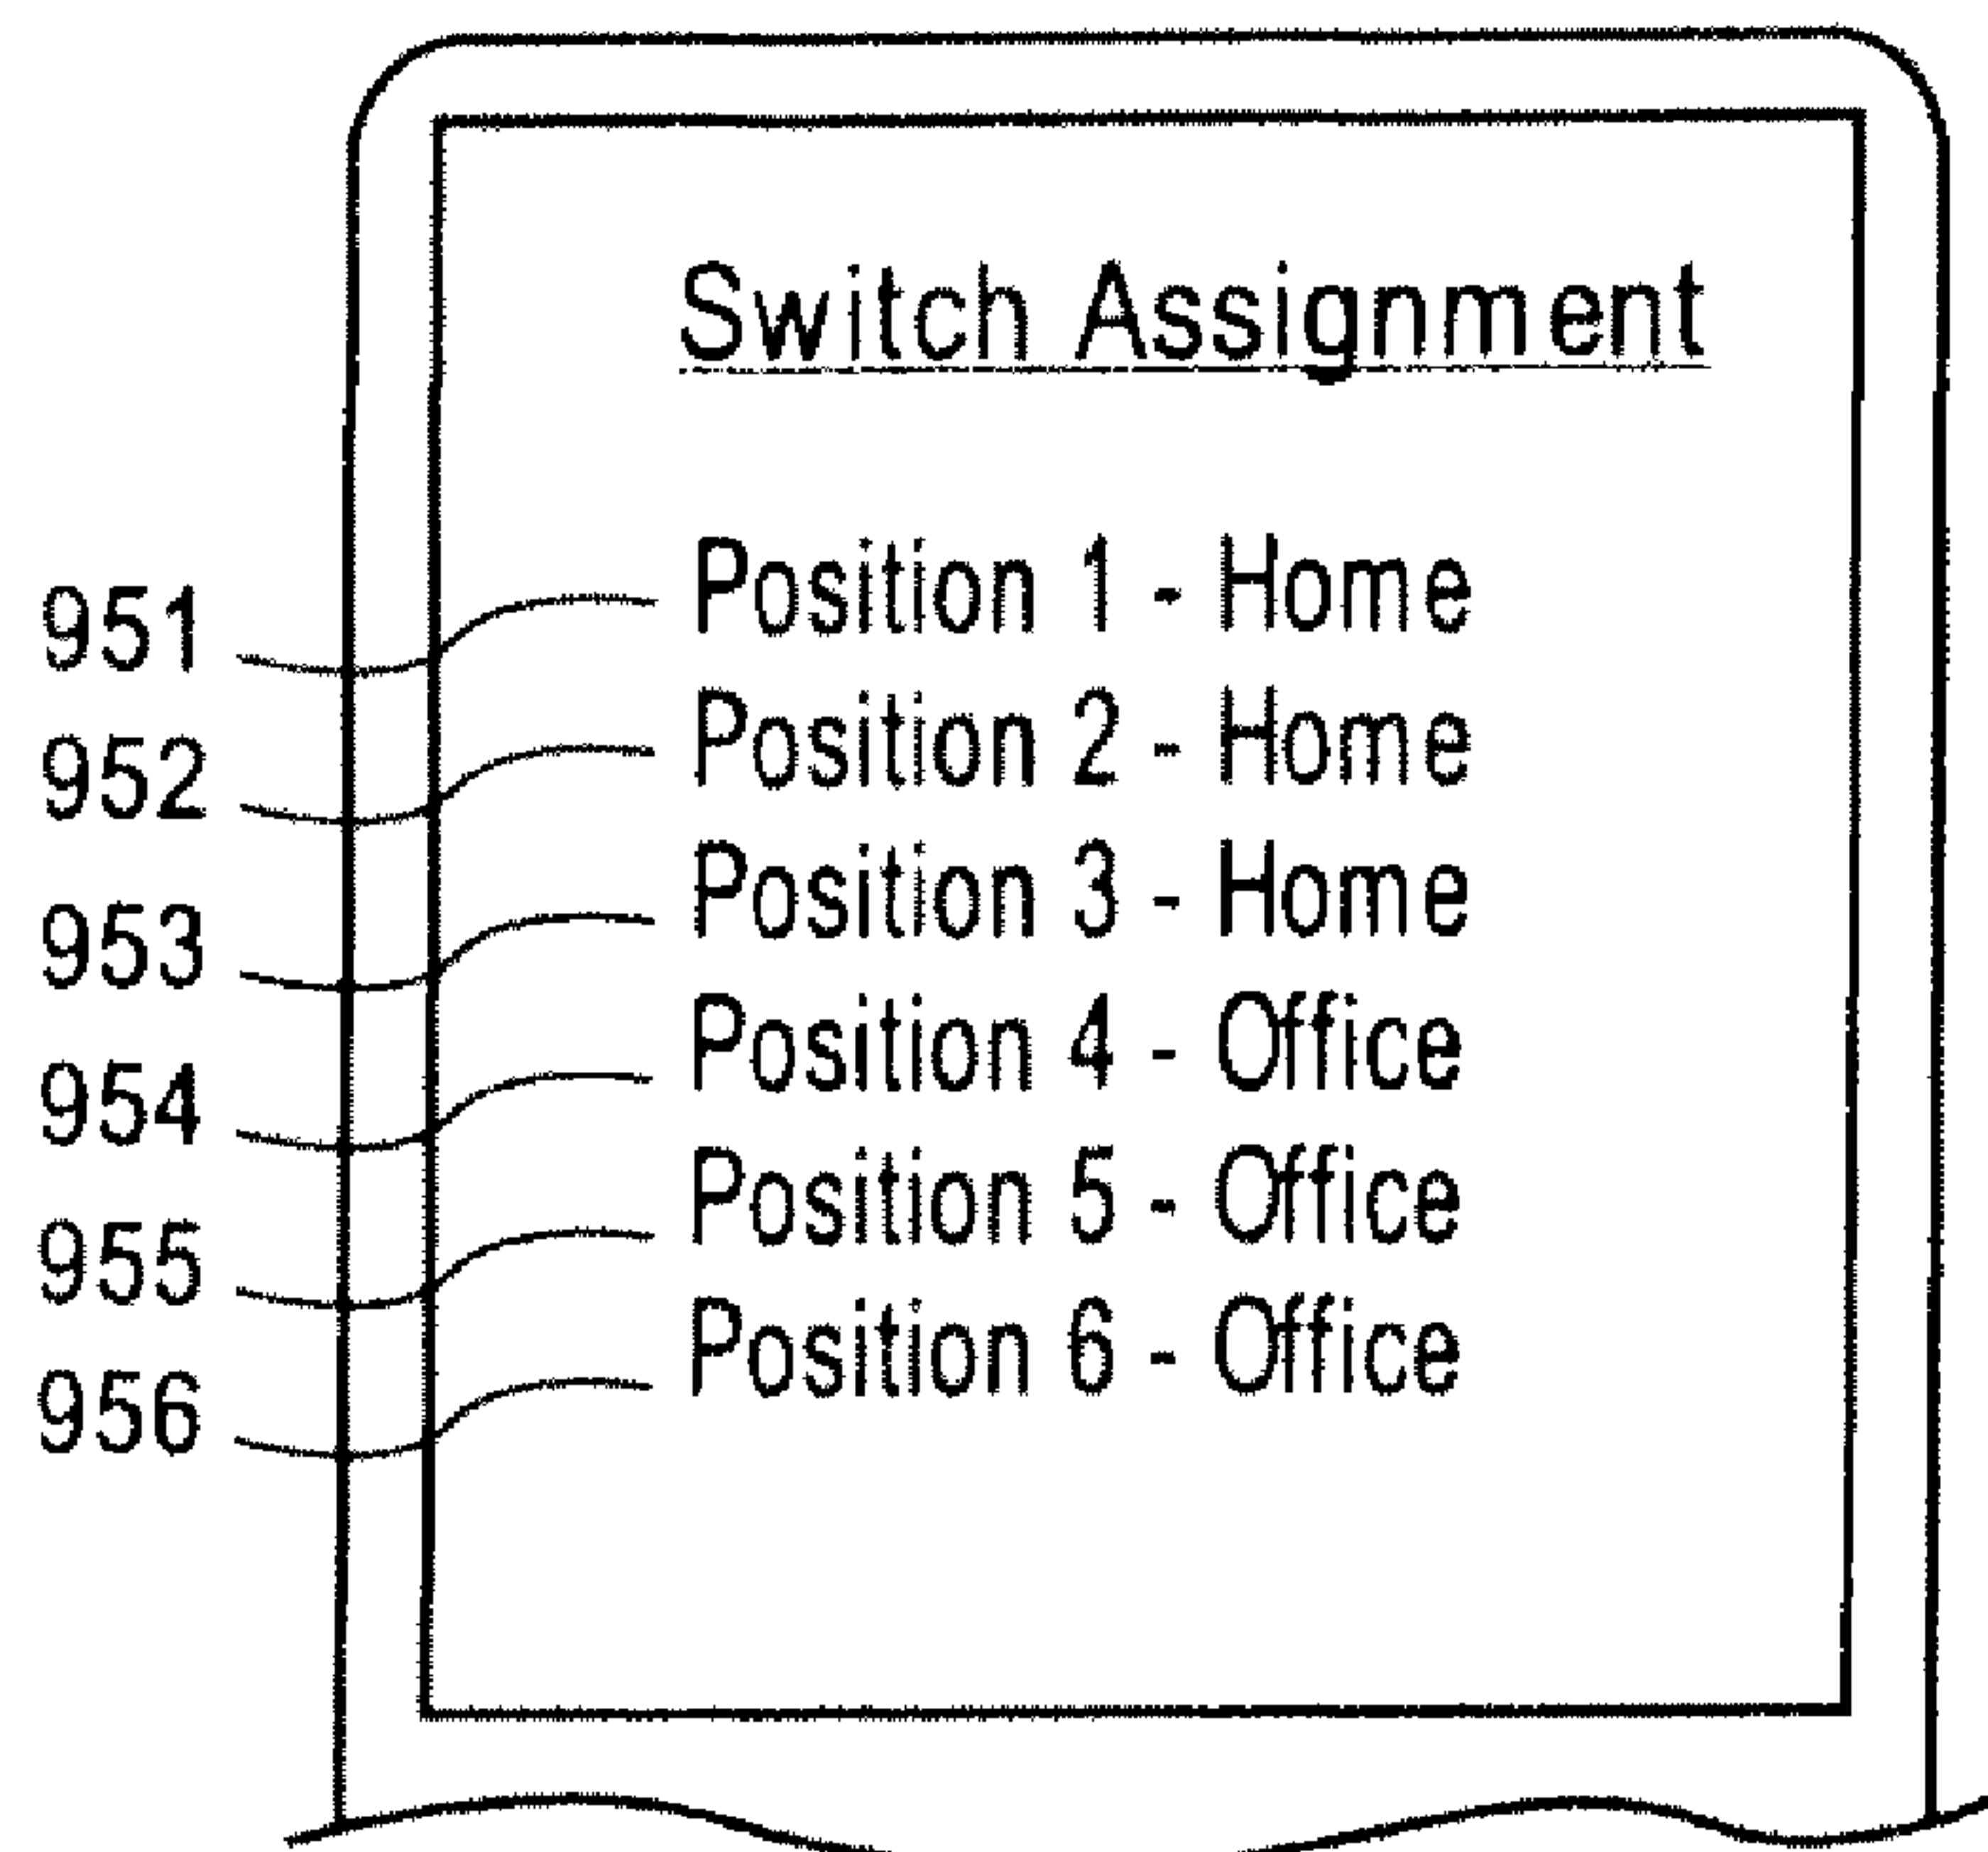 Switch Assignment
951 Position 1 - Home
952 Position 2 - Home
953 Position 3 - Home
954 Position 4 - Office
955 Position 5 - Office
956 Position 6 - Office